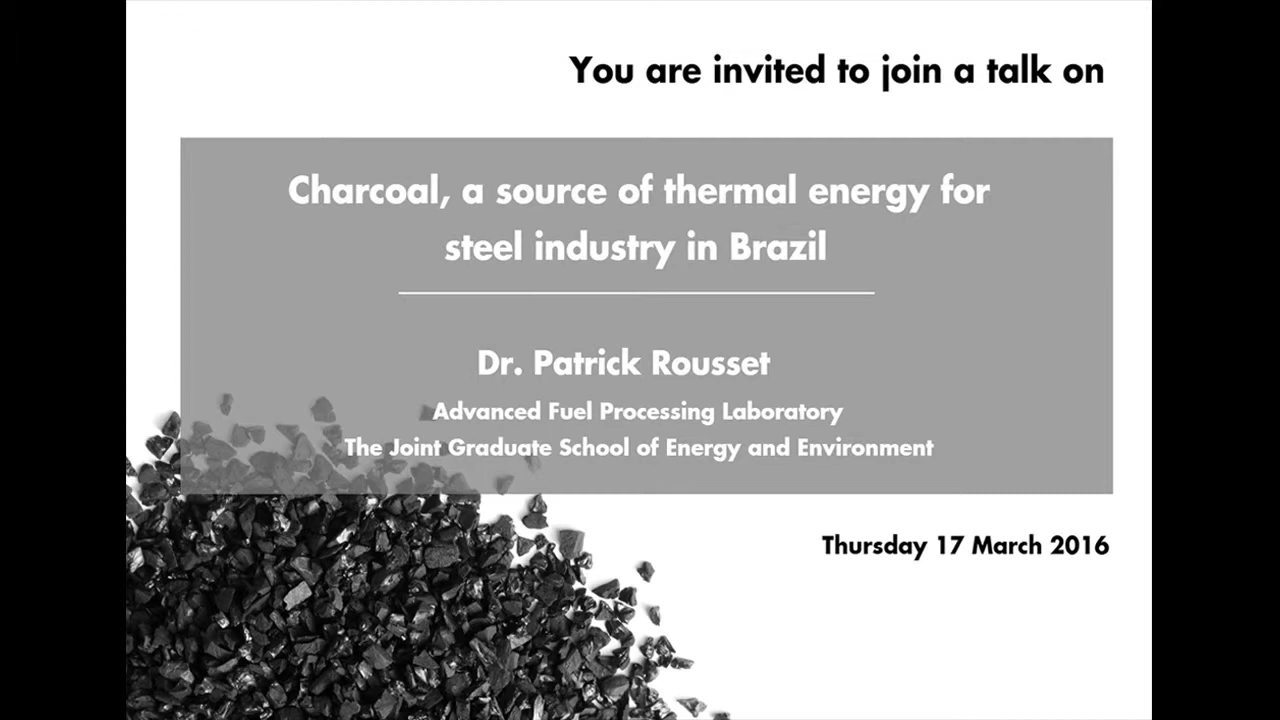 You are invited to join a talk on
Charcoal, a source of thermal energy for
steel industry in Brazil
Dr. Patrick Rousset
Advanced Fuel Processing Laboratory
The Joint Graduate School of Energy and Environment
Thursday 17 March 2016